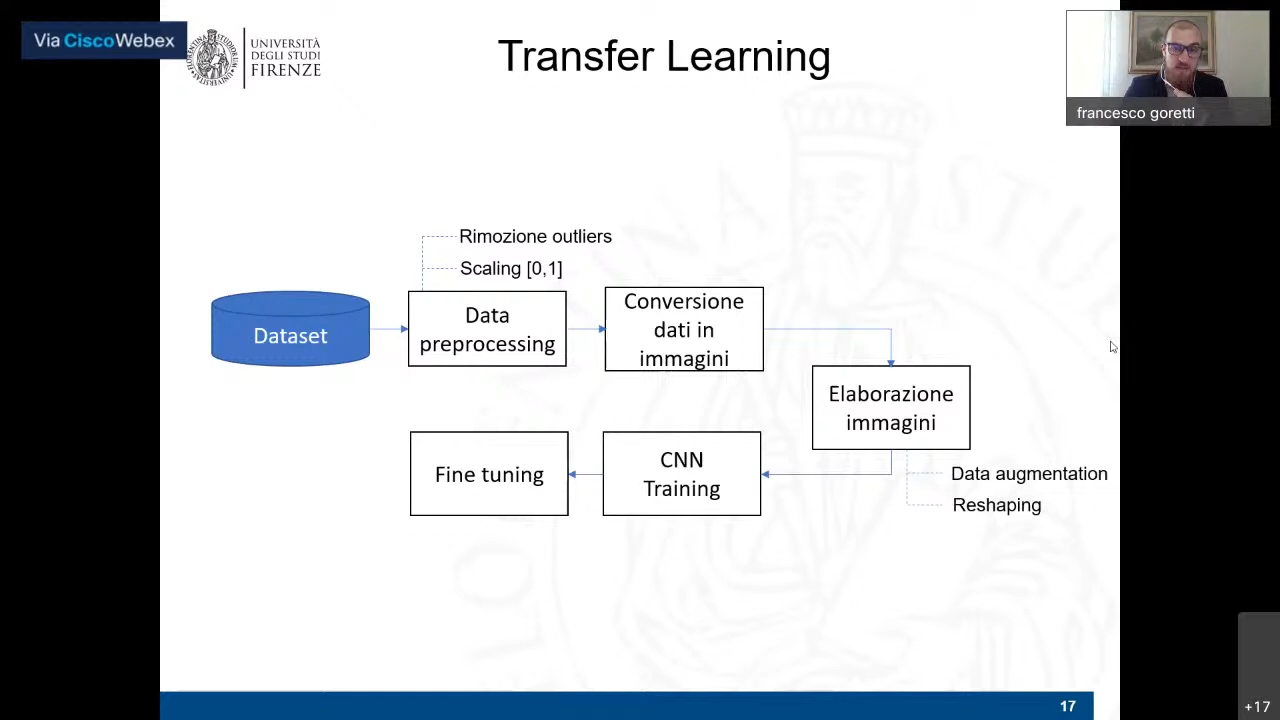 Via CiscoWebex
UNIVERSITÀ
DEGLI STUDI
FIRENZE
Transfer Learning
francesco goretti
Rimozione outliers
Scaling [0,1]
Dataset
Data
preprocessing
Conversione
dati in
immagini
Elaborazione
immagini
Data augmentation
Reshaping
CNN
Training
Fine tuning
17
+17